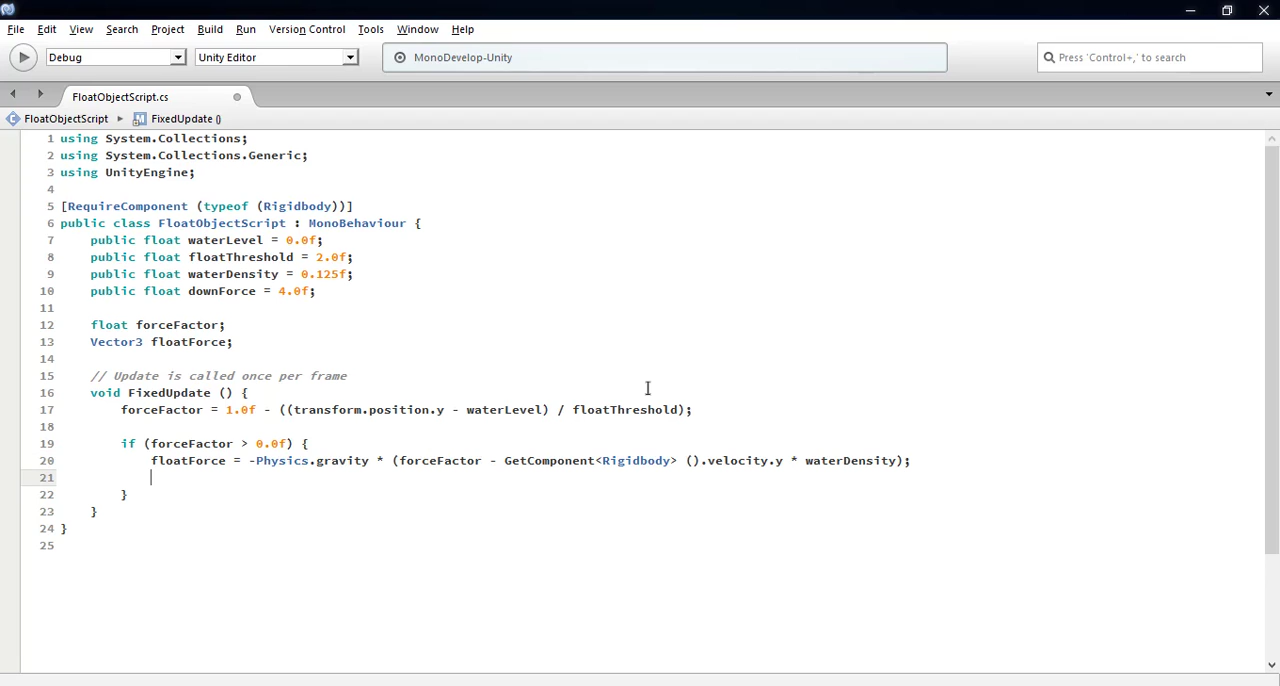 File Edit View Search Project Build Run Version Control Tools Window Help
Debug Unity Editor MonoDevelop-Unity Press 'Control+,' to search
FloatObjectScript.cs
FloatObjectScript FixedUpdate ()
1 using System.Collections;
2 using System.Collections.Generic;
3 using UnityEngine;
4
5 [RequireComponent (typeof (Rigidbody))]
6 public class FloatObjectScript : MonoBehaviour {
7 public float waterLevel = 0.0f;
8 public float floatThreshold = 2.0f;
9 public float waterDensity = 0.125f;
10 public float downForce = 4.0f;
11
12 float forceFactor;
13 Vector3 floatForce;
14
15 // Update is called once per frame
16 void FixedUpdate () {
17 forceFactor = 1.0f - ((transform.position.y - waterLevel) / floatThreshold);
18
19 if (forceFactor > 0.0f) {
20 floatForce = -Physics.gravity * (forceFactor - GetComponent<Rigidbody> ().velocity.y * waterDensity);
21
22 }
23 }
24 }
25